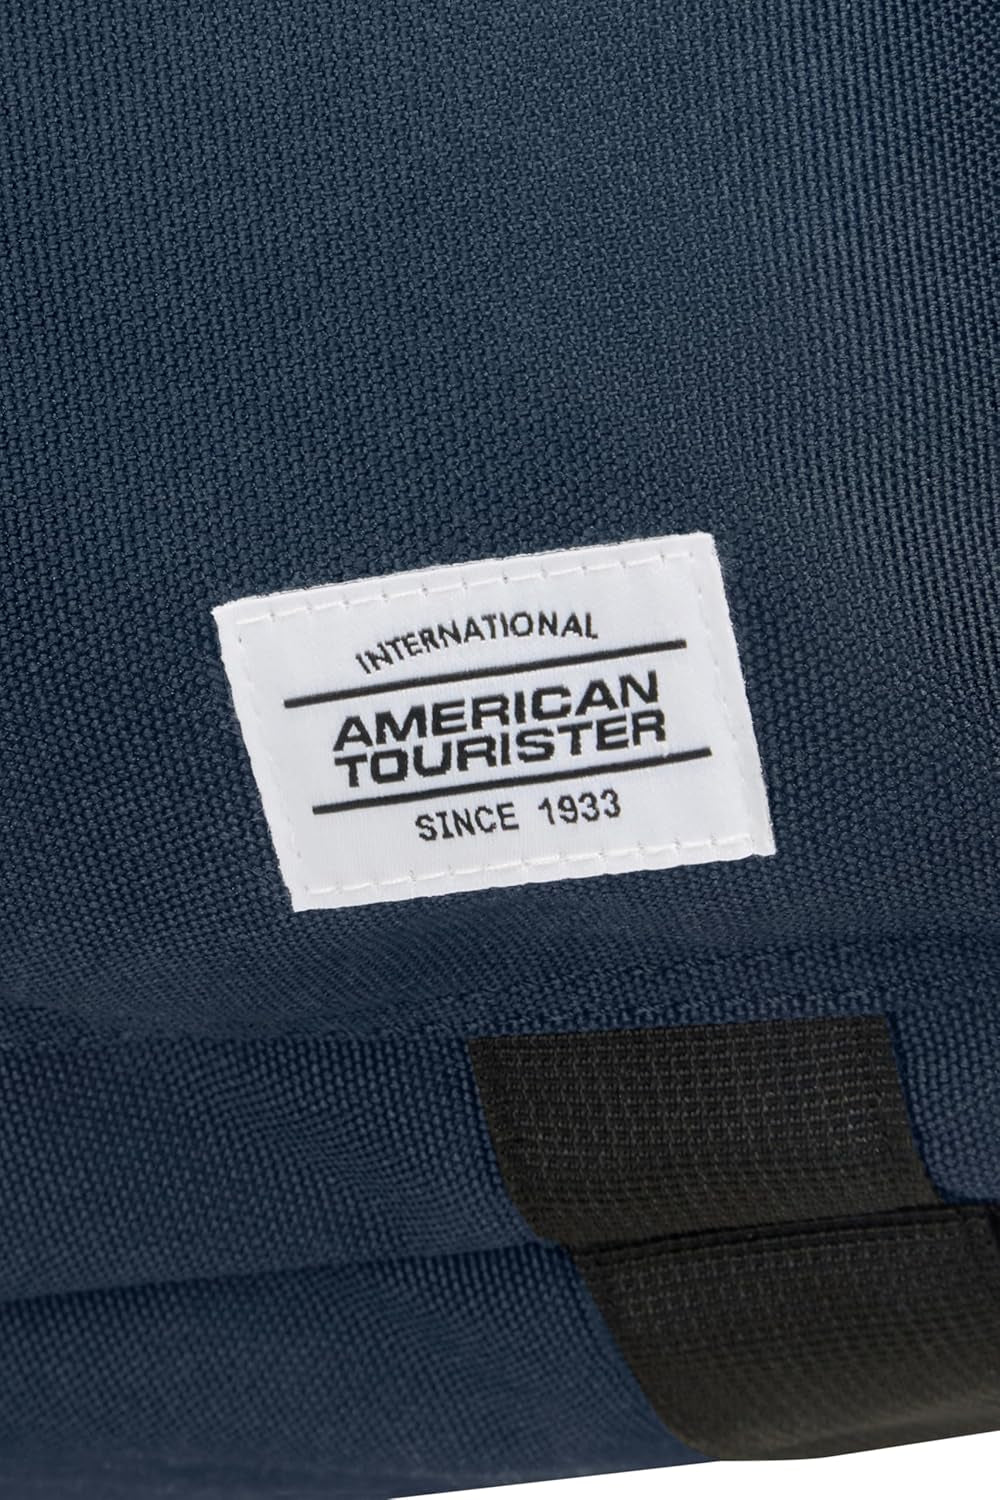 INTERNATIONAL
AMERICAN
TOURISTER
SINCE 1933